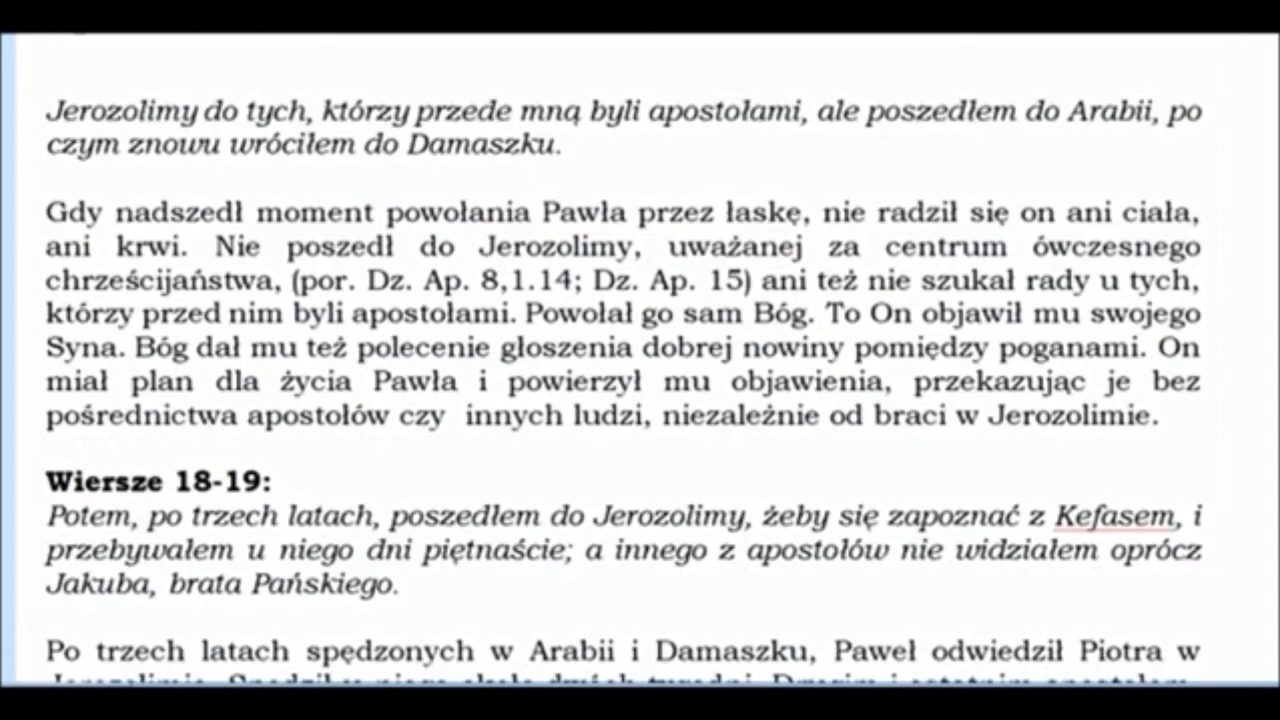 Jerozolimy do tych, którzy przede mną byli apostołami, ale poszedłem do Arabii, po
czym znowu wróciłem do Damaszku.
Gdy nadszedł moment powołania Pawła przez łaskę, nie radził się on ani ciała,
ani krwi. Nie poszedł do Jerozolimy, uważanej za centrum ówczesnego
chrześcijaństwa, (por. Dz. Ap. 8,1.14; Dz. Ap. 15) ani też nie szukał rady u tych,
którzy przed nim byli apostołami. Powołał go sam Bóg. To On objawił mu swojego
Syna. Bóg dał mu też polecenie głoszenia dobrej nowiny pomiędzy poganami. On
miał plan dla życia Pawła i powierzył mu objawienia, przekazując je bez
pośrednictwa apostołów czy innych ludzi, niezależnie od braci w Jerozolimie.
Wiersze 18-19:
Potem, po trzech latach, poszedłem do Jerozolimy, żeby się zapoznać z Kefasem, i
przebywałem u niego dni piętnaście; a innego z apostołów nie widziałem oprócz
Jakuba, brata Pańskiego.
Po trzech latach spędzonych w Arabii i Damaszku, Paweł odwiedził Piotra w